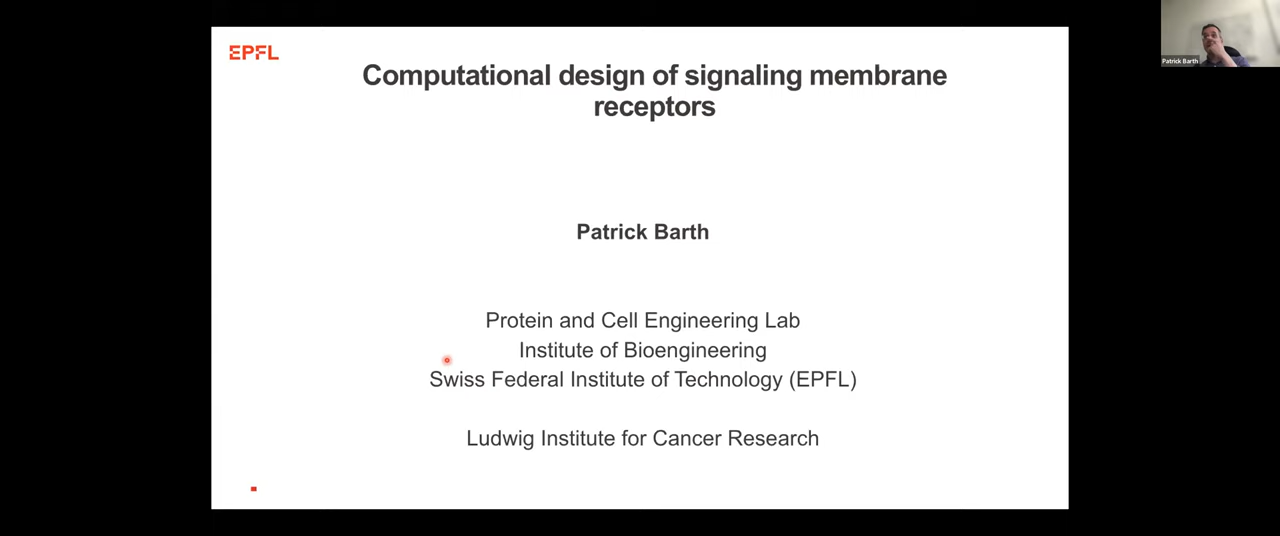 EPFL
Computational design of signaling membrane
receptors
Patrick Barth
Patrick Barth
Protein and Cell Engineering Lab
Institute of Bioengineering
Swiss Federal Institute of Technology (EPFL)
Ludwig Institute for Cancer Research